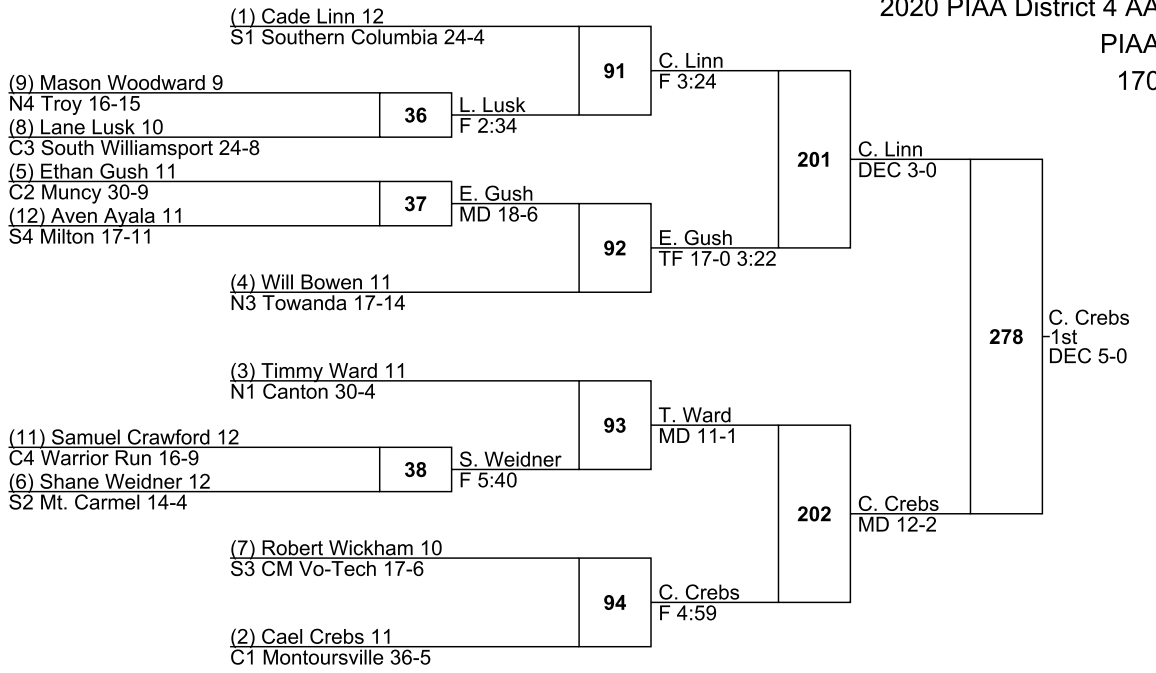 2020 PIAA District 4 AA
PIAA
170
(1) Cade Linn 12
S1 Southern Columbia 24-4
91
C. Linn
F 3:24
(9) Mason Woodward 9
N4 Troy 16-15
36
L. Lusk
F 2:34
(8) Lane Lusk 10
C3 South Williamsport 24-8
201
C. Linn
DEC 3-0
(5) Ethan Gush 11
C2 Muncy 30-9
37
E. Gush
MD 18-6
(12) Aven Ayala 11
S4 Milton 17-11
92
E. Gush
TF 17-0 3:22
(4) Will Bowen 11
N3 Towanda 17-14
278
C. Crebs
1st
DEC 5-0
(3) Timmy Ward 11
N1 Canton 30-4
93
T. Ward
MD 11-1
(11) Samuel Crawford 12
C4 Warrior Run 16-9
38
S. Weidner
F 5:40
(6) Shane Weidner 12
S2 Mt. Carmel 14-4
202
C. Crebs
MD 12-2
(7) Robert Wickham 10
S3 CM Vo-Tech 17-6
94
C. Crebs
F 4:59
(2) Cael Crebs 11
C1 Montoursville 36-5